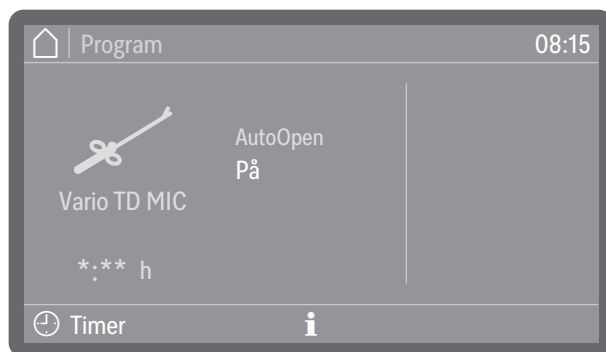 Program
08:15
AutoOpen
På
Vario TD MIC
*:** h
Timer
i